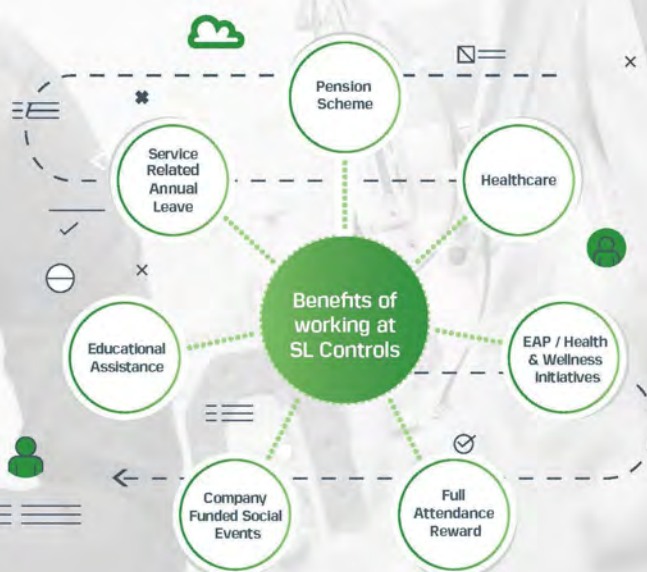 Pension
Scheme
Service
Related
Annual
Leave
Healthcare
Benefits of
working at
SL Controls
Educational
Assistance
EAP / Health
& Wellness
Initiatives
Company
Funded Social
Events
Full
Attendance
Reward